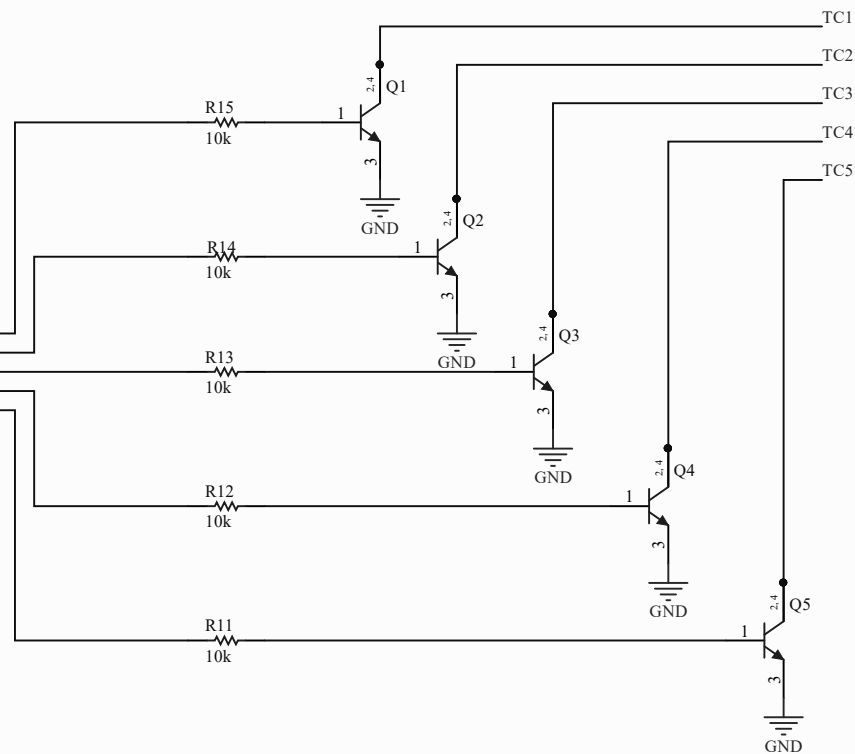 TC1
TC2
TC3
TC4
TC5
2, 4
Q1
R15
1
10k
3
GND
2, 4
Q2
R14
1
10k
3
GND
2, 4
Q3
R13
1
10k
3
GND
2, 4
Q4
R12
1
10k
3
GND
2, 4
Q5
R11
1
10k
3
GND